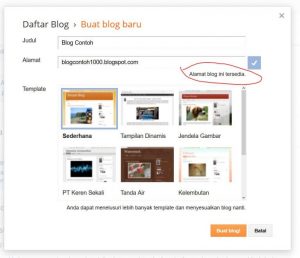 Daftar Blog › Buat blog baru
Judul Blog Contoh
Alamat blogcontoh1000.blogspot.com
Alamat blog ini tersedia.
Template
Sederhana Tampilan Dinamis Jendela Gambar
PT Keren Sekali Tanda Air Kelembutan
Anda dapat menelusuri lebih banyak template dan menyesuaikan blog nanti.
Buat blog! Batal